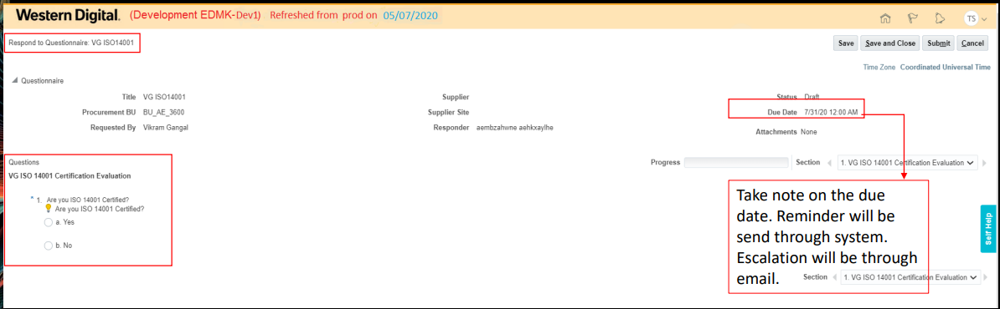 Western Digital. (Development EDMK-Dev1) Refreshed from prod on 05/07/2020
TS
Respond to Questionnaire: VG ISO14001
Save Save and Close Submit Cancel
Time Zone Coordinated Universal Time
Questionnaire
Title VG ISO14001 Supplier Status Draft
Procurement BU BU_AE_3600 Supplier Site Due Date 7/31/20 12:00 AM
Requested By Vikram Gangal Responder aembzahwne aehkxaylhe Attachments None
Questions Progress Section 1. VG ISO 14001 Certification Evaluation
VG ISO 14001 Certification Evaluation
* 1. Are you ISO 14001 Certified?
Are you ISO 14001 Certified?
a. Yes
b. No
Take note on the due
date. Reminder will be
send through system.
Escalation will be through
email.
Self Help
Section 1. VG ISO 14001 Certification Evaluation